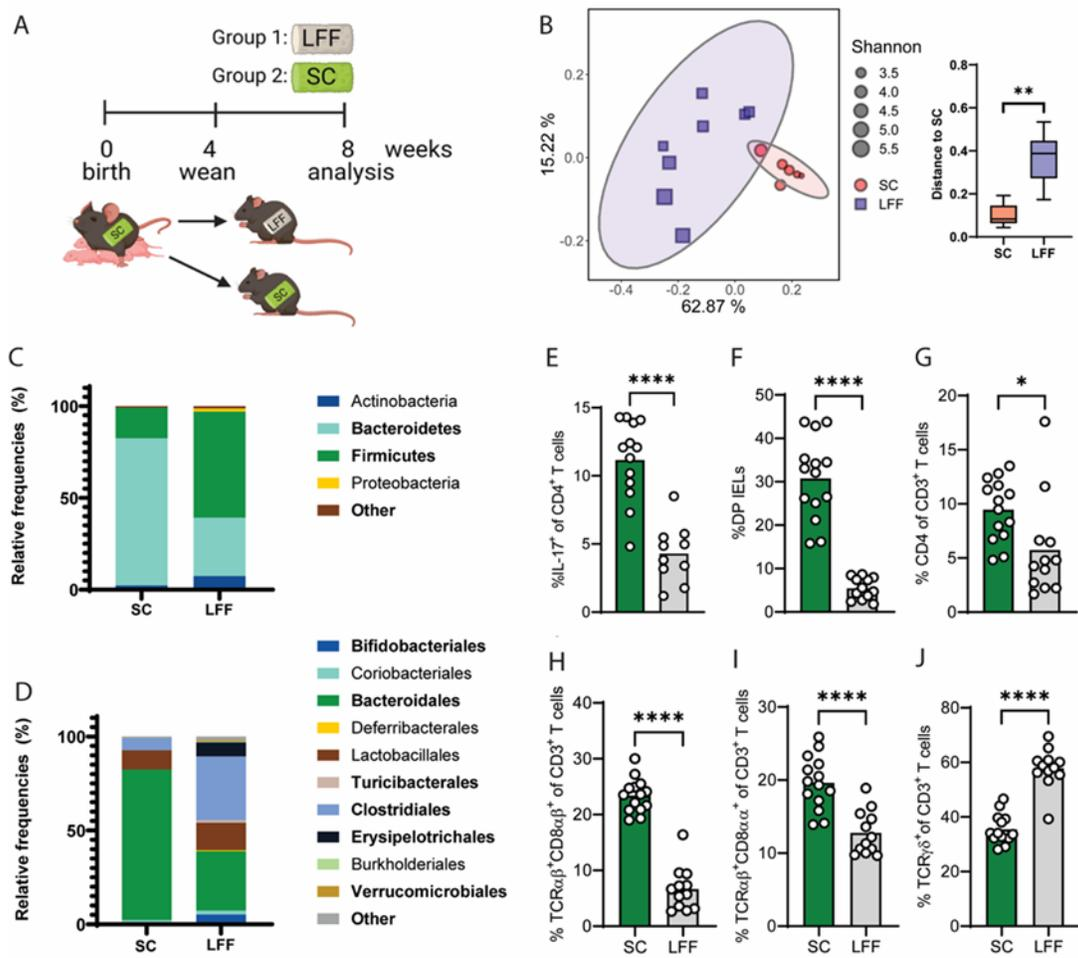 A
Group 1: LFF
Group 2: SC
0 4 8 weeks
birth wean analysis
SC
LFF
SC
B
15.22 %
0.2
0.0
-0.2
-0.4 -0.2 0.0 0.2
62.87 %
Shannon
3.5
4.0
4.5
5.0
5.5
SC
LFF
Distance to SC
0.8
0.6
0.4
0.2
0.0
**
SC LFF
C
Relative frequencies (%)
100
50
0
SC LFF
Actinobacteria
Bacteroidetes
Firmicutes
Proteobacteria
Other
D
Relative frequencies (%)
100
50
0
SC LFF
Bifidobacteriales
Coriobacteriales
Bacteroidales
Deferribacterales
Lactobacillales
Turicibacterales
Clostridiales
Erysipelotrichales
Burkholderiales
Verrucomicrobiales
Other
E
%IL-17⁺ of CD4⁺ T cells
15
10
5
0
****
F
%DP IELs
50
40
30
20
10
0
****
G
% CD4 of CD3⁺ T cells
20
15
10
5
0
*
H
% TCRαβ⁺CD8αβ⁺ of CD3⁺ T cells
40
30
20
10
0
****
SC LFF
I
% TCRαβ⁺CD8αα⁺ of CD3⁺ T cells
30
20
10
0
****
SC LFF
J
% TCRγδ⁺ of CD3⁺ T cells
80
60
40
20
0
****
SC LFF